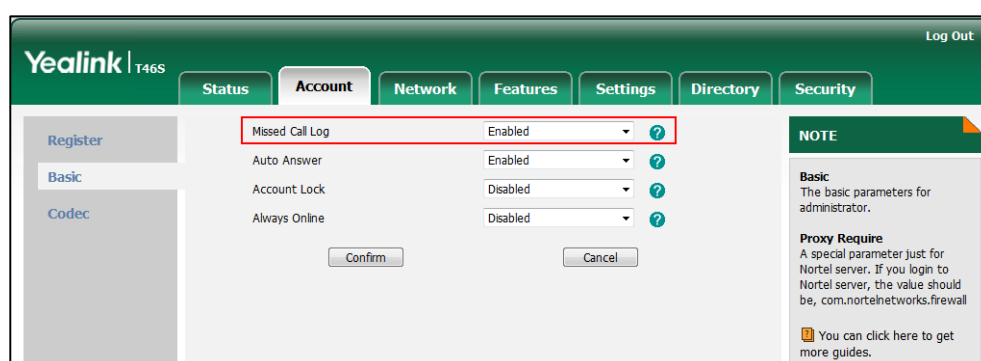 Log Out
Yealink | T46S
Status Account Network Features Settings Directory Security
Register
Basic
Codec
Missed Call Log Enabled ?
Auto Answer Enabled ?
Account Lock Disabled ?
Always Online Disabled ?
Confirm Cancel
NOTE
Basic
The basic parameters for
administrator.
Proxy Require
A special parameter just for
Nortel server. If you login to
Nortel server, the value should
be, com.nortelnetworks.firewall
? You can click here to get
more guides.